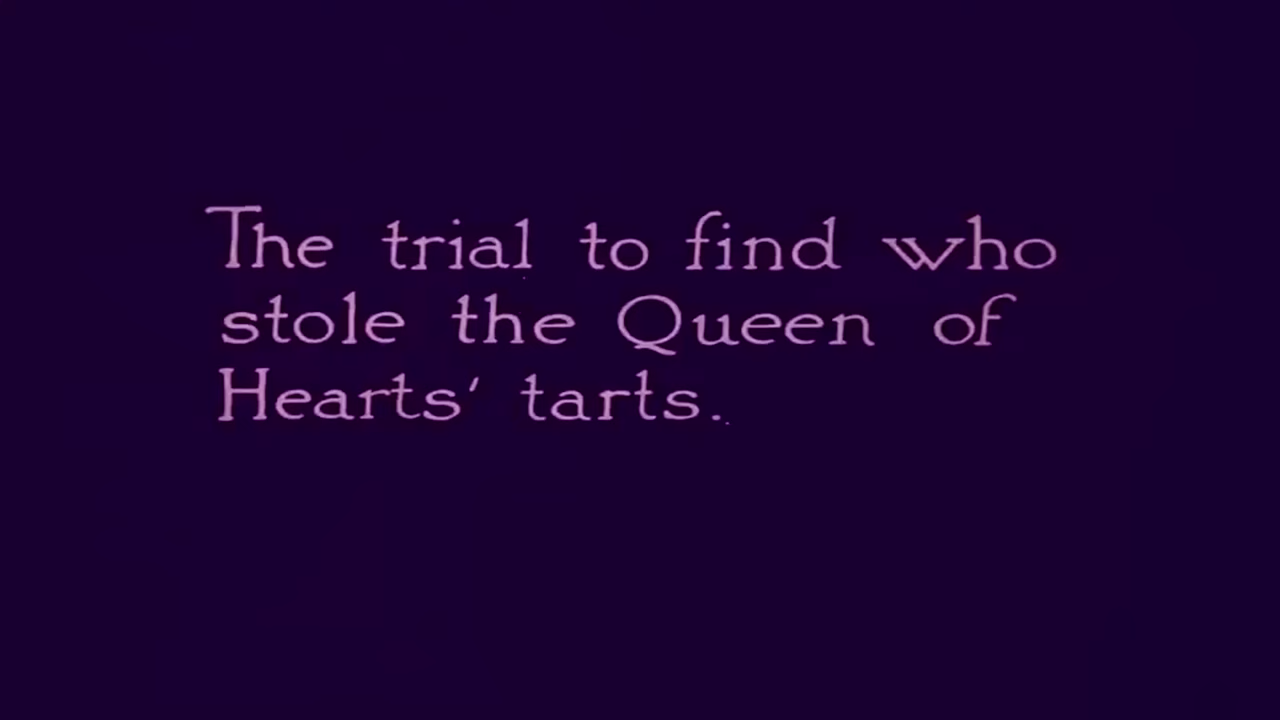 The trial to find who
stole the Queen of
Hearts' tarts.